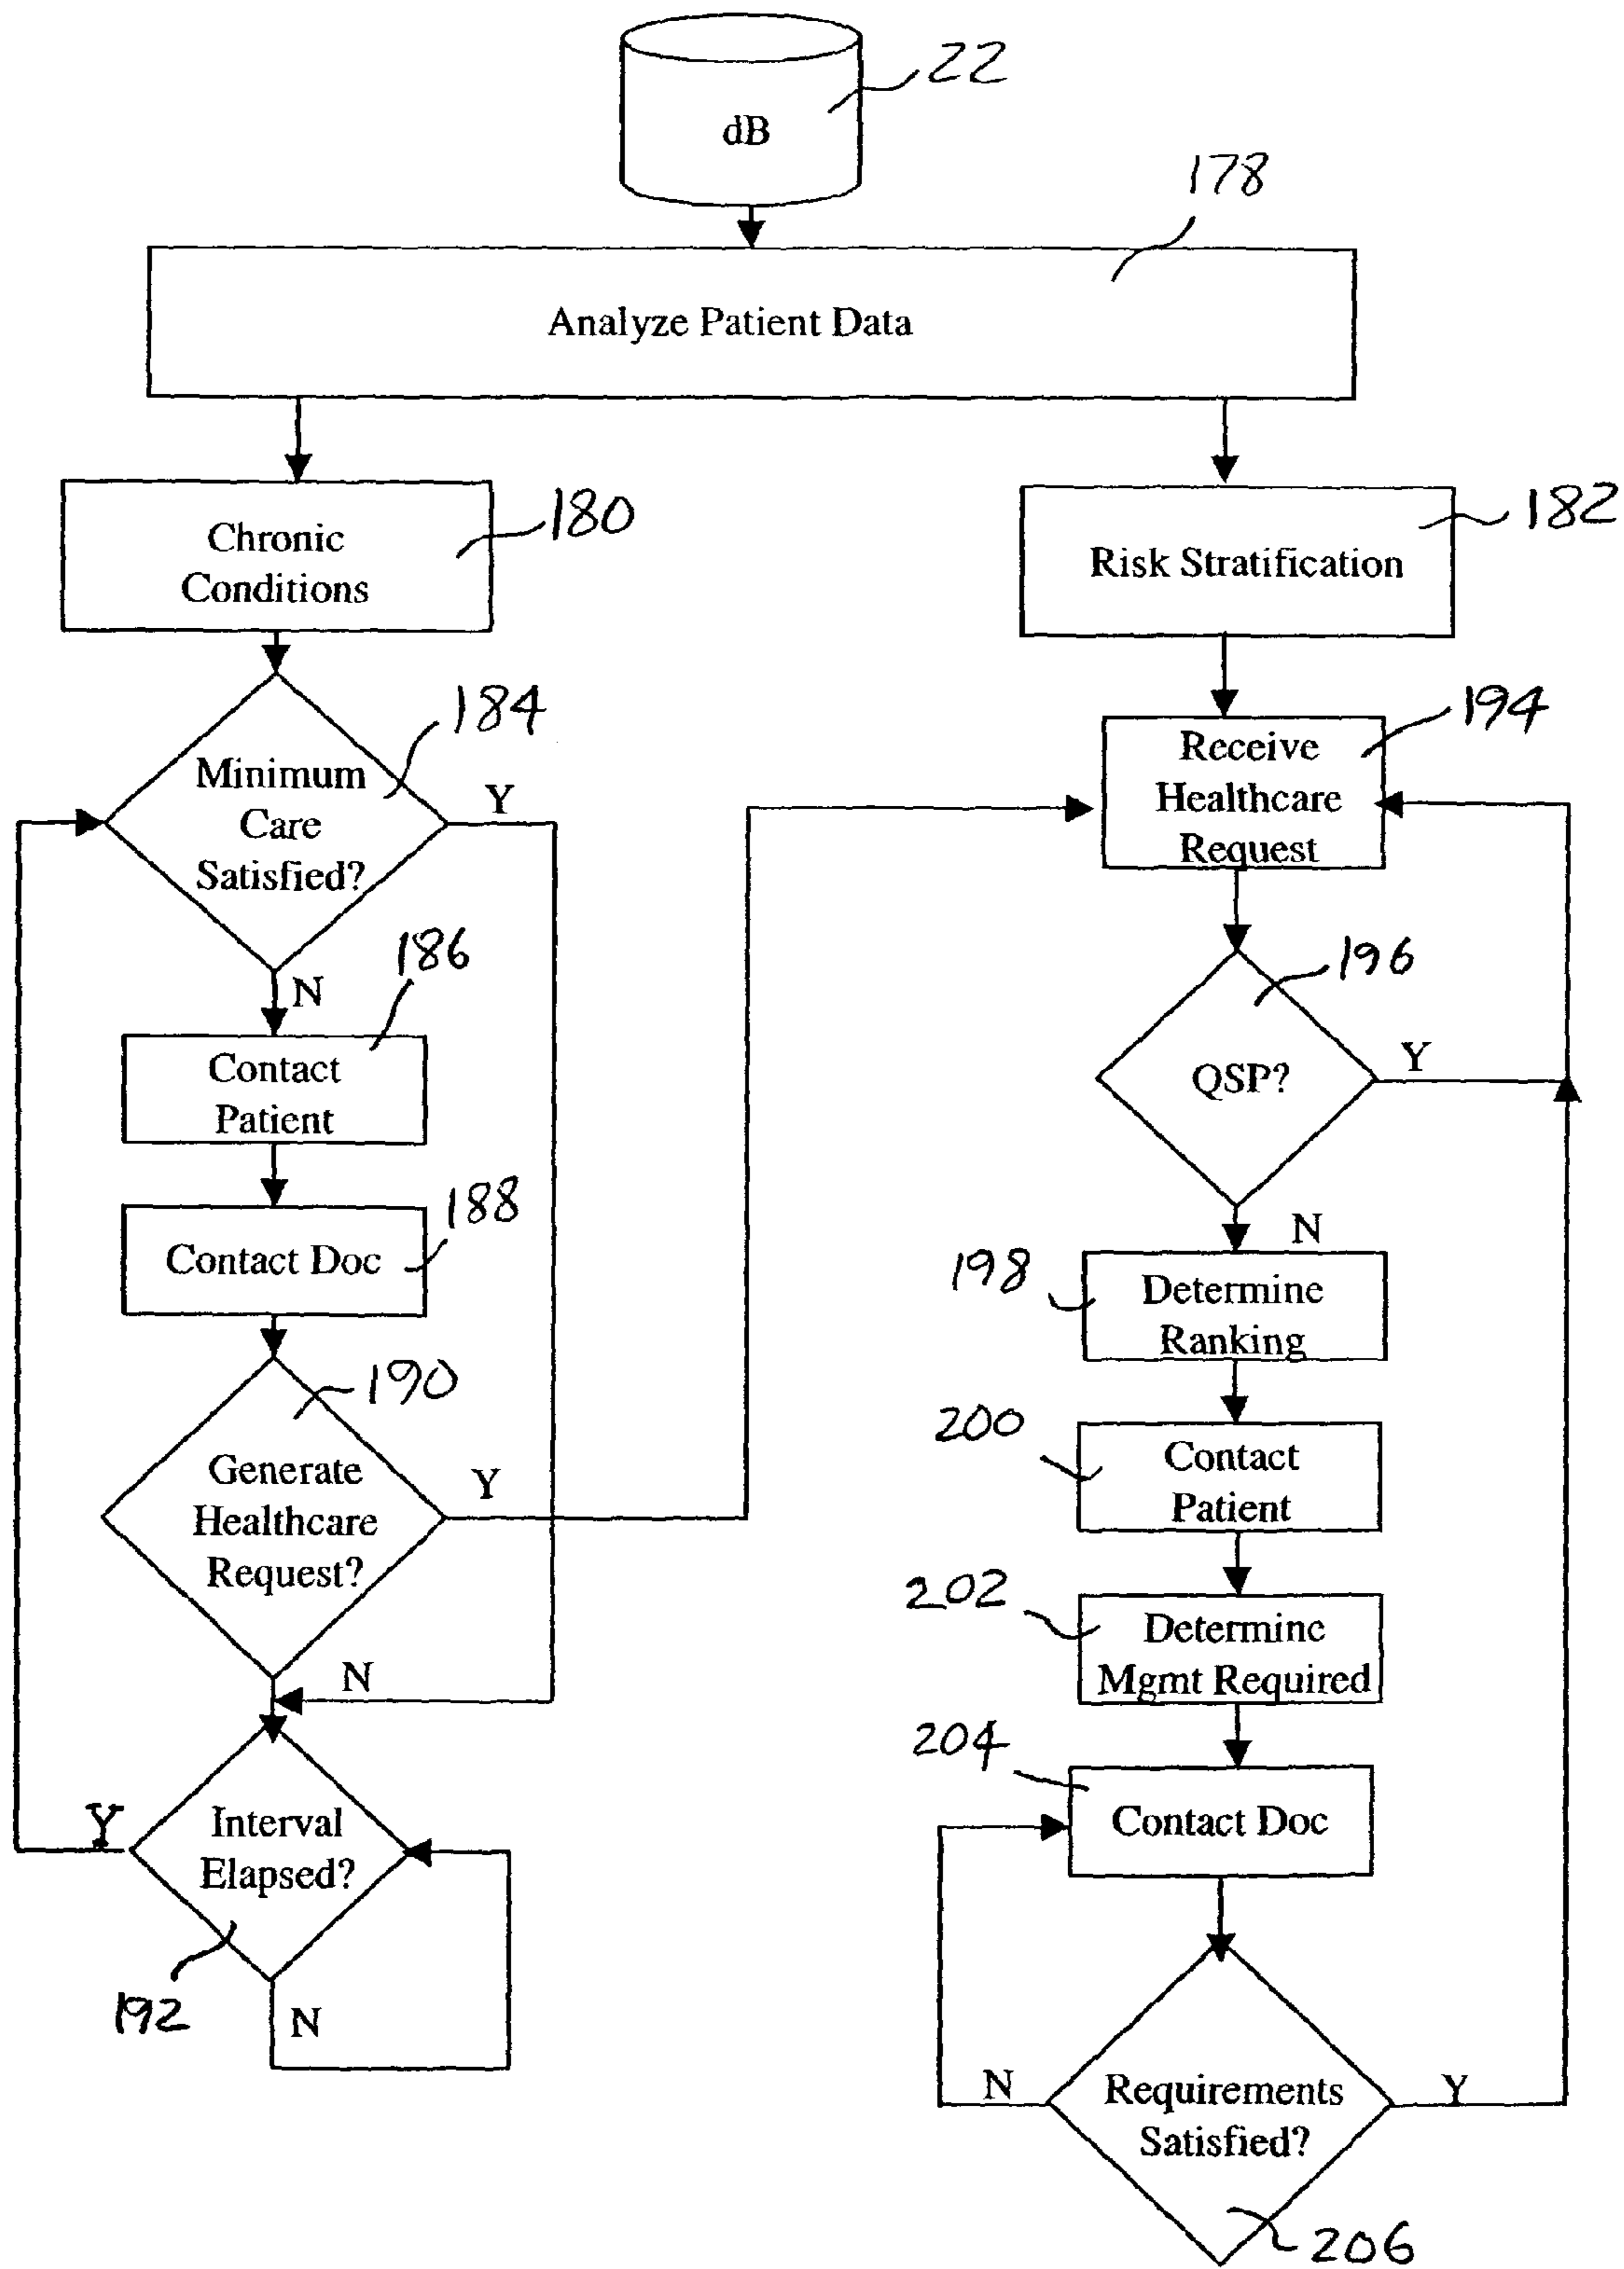 22
dB
178
Analyze Patient Data
180
Chronic
Conditions
184
Minimum
Care
Satisfied?
Y
N
186
Contact
Patient
188
Contact Doc
190
Generate
Healthcare
Request?
Y
N
Interval
Elapsed?
Y
192
N
182
Risk Stratification
194
Receive
Healthcare
Request
196
QSP?
Y
N
198
Determine
Ranking
200
Contact
Patient
202
Determine
Mgmt Required
204
Contact Doc
N
Requirements
Satisfied?
Y
206